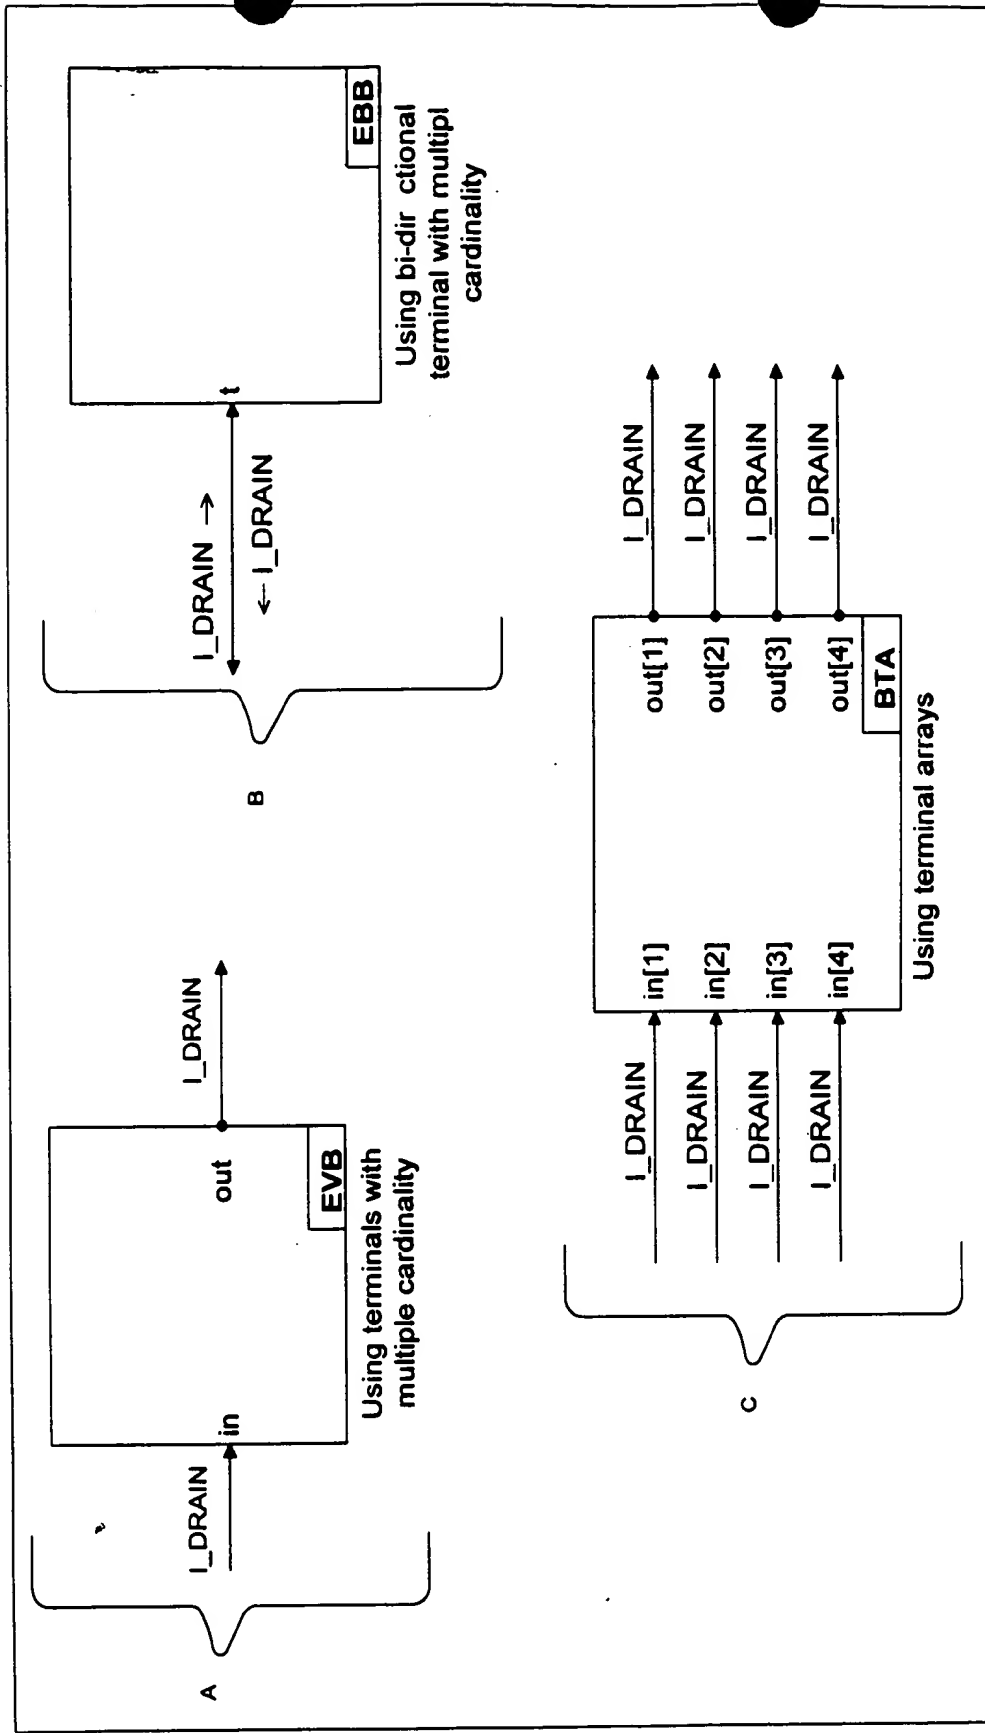 A
I_DRAIN
in
out
I_DRAIN
EVB
Using terminals with
multiple cardinality
B
I_DRAIN →
← I_DRAIN
t
EBB
Using bi-dir ctional
terminal with multipl
cardinality
C
I_DRAIN
in[1]
out[1]
I_DRAIN
I_DRAIN
in[2]
out[2]
I_DRAIN
I_DRAIN
in[3]
out[3]
I_DRAIN
I_DRAIN
in[4]
out[4]
I_DRAIN
BTA
Using terminal arrays